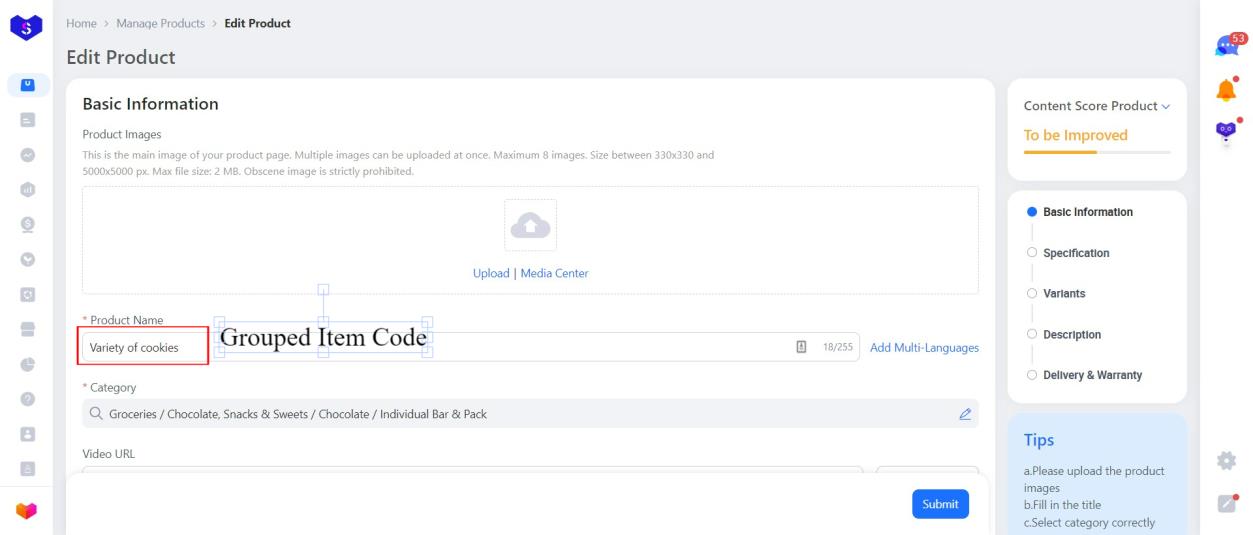 Home > Manage Products > Edit Product
53
Edit Product
Basic Information
Product Images
This is the main image of your product page. Multiple images can be uploaded at once. Maximum 8 images. Size between 330x330 and
5000x5000 px. Max file size: 2 MB. Obscene image is strictly prohibited.
Upload | Media Center
* Product Name
Variety of cookies
Grouped Item Code
18/255
Add Multi-Languages
* Category
Groceries / Chocolate, Snacks & Sweets / Chocolate / Individual Bar & Pack
Video URL
Submit
Content Score Product
To be Improved
Basic Information
Specification
Variants
Description
Delivery & Warranty
Tips
a.Please upload the product
images
b.Fill in the title
c.Select category correctly